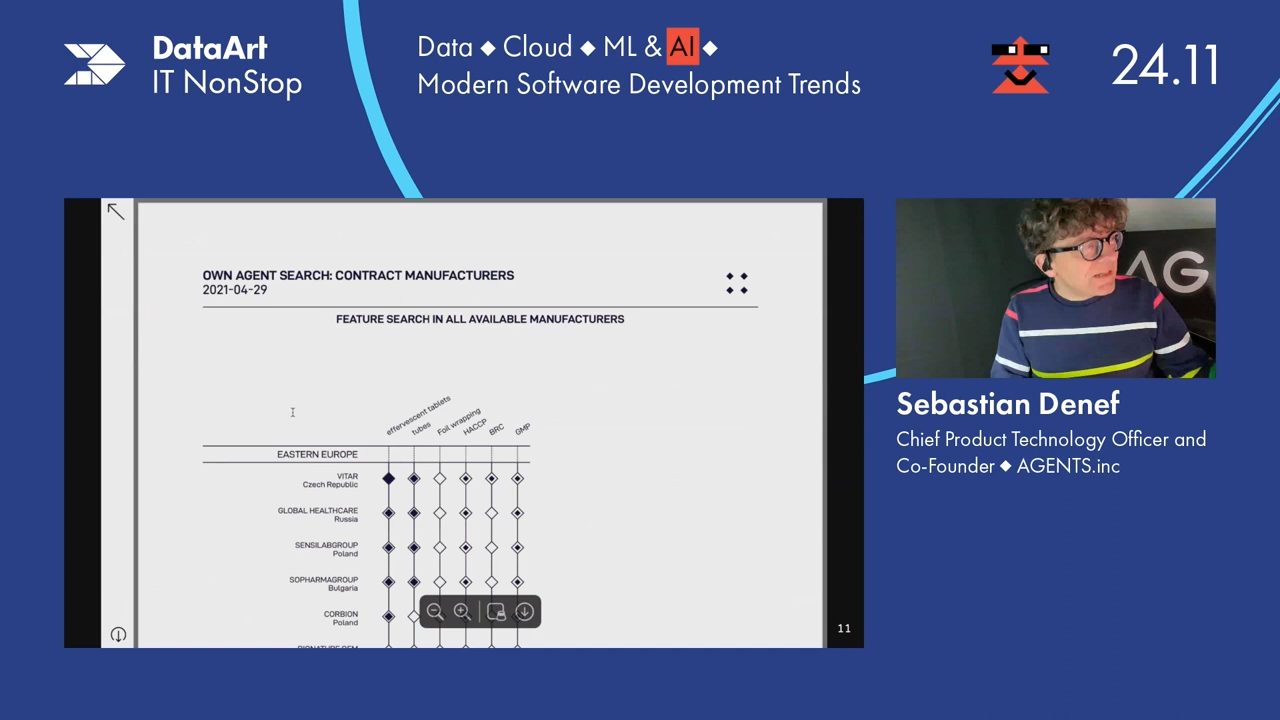 DataArt
IT NonStop
Data ◆ Cloud ◆ ML & AI ◆
Modern Software Development Trends
24.11
OWN AGENT SEARCH: CONTRACT MANUFACTURERS
2021-04-29
FEATURE SEARCH IN ALL AVAILABLE MANUFACTURERS
effervescent tablets
tubes
Foil wrapping
HACCP
BRC
GMP
EASTERN EUROPE
VITAR
Czech Republic
GLOBAL HEALTHCARE
Russia
SENSILABGROUP
Poland
SOPHARMAGROUP
Bulgaria
CORBION
Poland
11
AG
Sebastian Denef
Chief Product Technology Officer and
Co-Founder ◆ AGENTS.inc